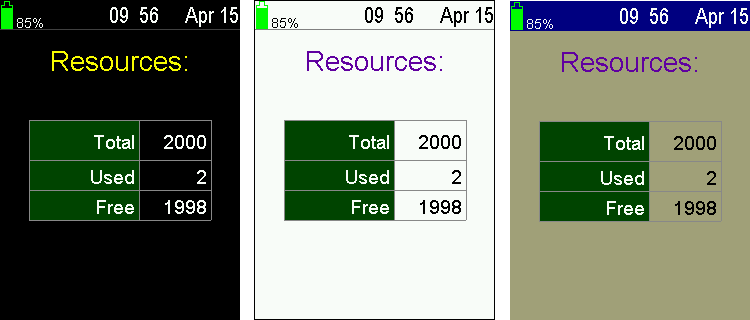 85% 09 56 Apr 15
Resources:
Total 2000
Used 2
Free 1998
85% 09 56 Apr 15
Resources:
Total 2000
Used 2
Free 1998
85% 09 56 Apr 15
Resources:
Total 2000
Used 2
Free 1998